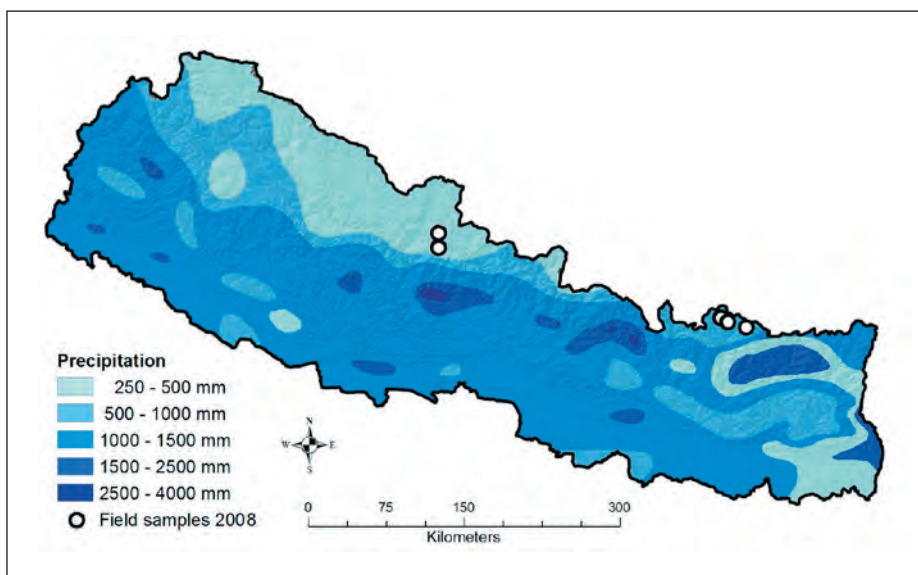 Precipitation
250 - 500 mm
500 - 1000 mm
1000 - 1500 mm
1500 - 2500 mm
2500 - 4000 mm
Field samples 2008
N
W E
S
0 75 150 300
Kilometers